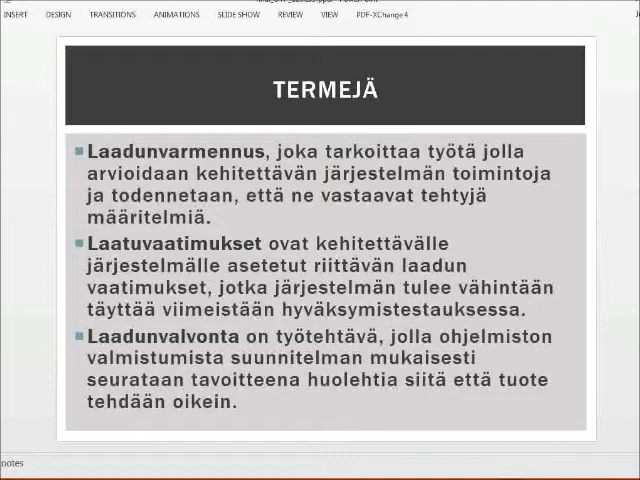 INSERT DESIGN TRANSITIONS ANIMATIONS SLIDE SHOW REVIEW VIEW PDF-XChange 4
TERMEJÄ
Laadunvarmennus, joka tarkoittaa työtä jolla
arvioidaan kehitettävän järjestelmän toimintoja
ja todennetaan, että ne vastaavat tehtyjä
määritelmiä.
Laatuvaatimukset ovat kehitettävälle
järjestelmälle asetetut riittävän laadun
vaatimukset, jotka järjestelmän tulee vähintään
täyttää viimeistään hyväksymistestauksessa.
Laadunvalvonta on työtehtävä, jolla ohjelmiston
valmistumista suunnitelman mukaisesti
seurataan tavoitteena huolehtia siitä että tuote
tehdään oikein.
notes